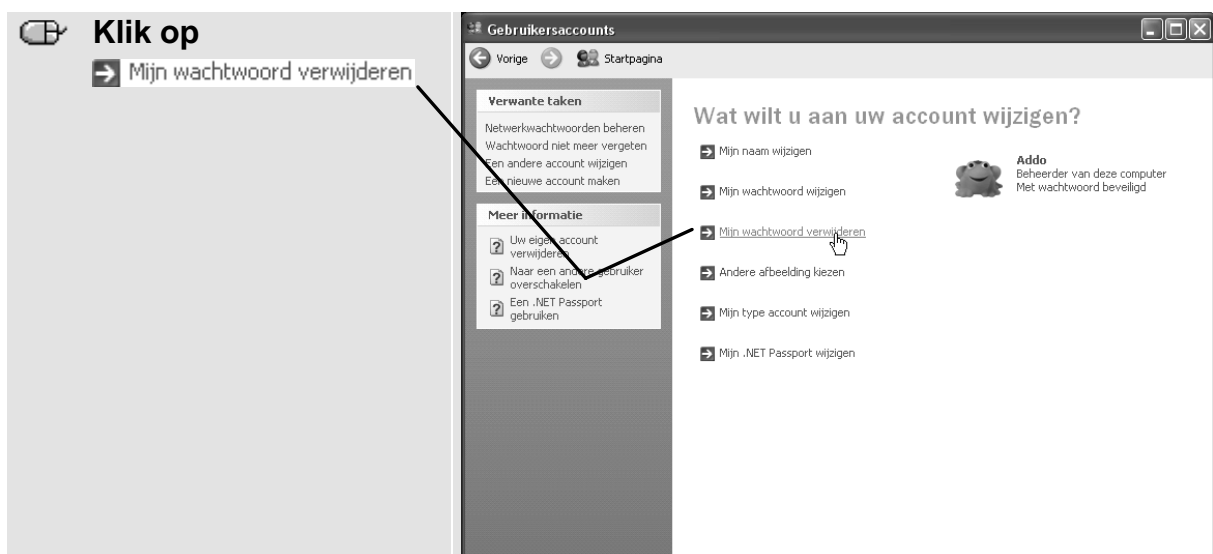 Klik op
Mijn wachtwoord verwijderen
Gebruikersaccounts
Vorige
Startpagina
Verwante taken
Netwerkwachtwoorden beheren
Wachtwoord niet meer vergeten
Een andere account wijzigen
Een nieuwe account maken
Meer informatie
Uw eigen account
verwijderen
Naar een andere gebruiker
overschakelen
Een .NET Passport
gebruiken
Wat wilt u aan uw account wijzigen?
Mijn naam wijzigen
Mijn wachtwoord wijzigen
Mijn wachtwoord verwijderen
Andere afbeelding kiezen
Mijn type account wijzigen
Mijn .NET Passport wijzigen
Addo
Beheerder van deze computer
Met wachtwoord beveiligd